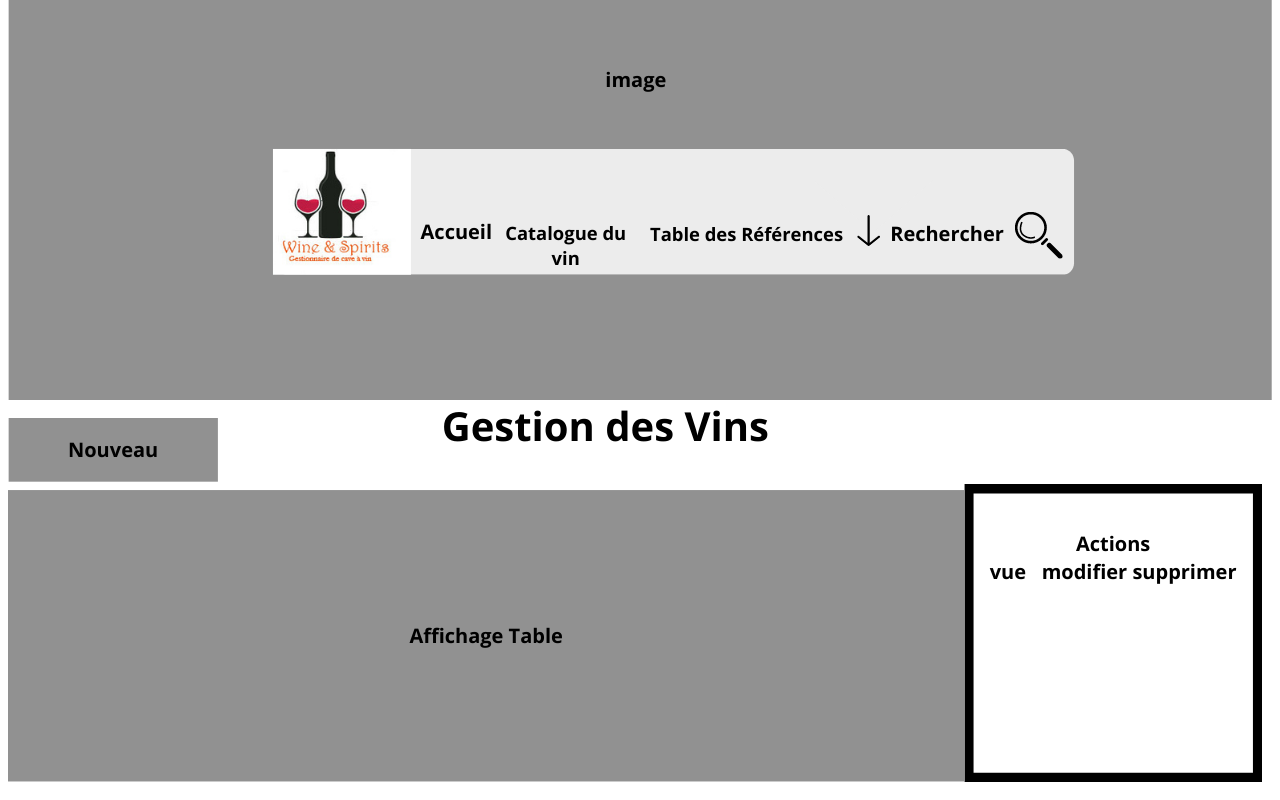 image
Wine & Spirits
Gestionnaire de cave à vin
Accueil
Catalogue du
vin
Table des Références
Rechercher
Gestion des Vins
Nouveau
Actions
vue modifier supprimer
Affichage Table